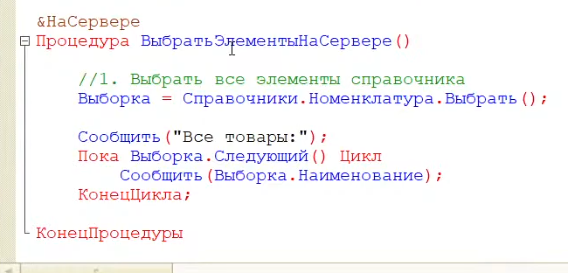 &НаСервере
Процедура ВыбратьЭлементыНаСервере()
//1. Выбрать все элементы справочника
Выборка = Справочники.Номенклатура.Выбрать();
Сообщить("Все товары:");
Пока Выборка.Следующий() Цикл
Сообщить(Выборка.Наименование);
КонецЦикла;
КонецПроцедуры